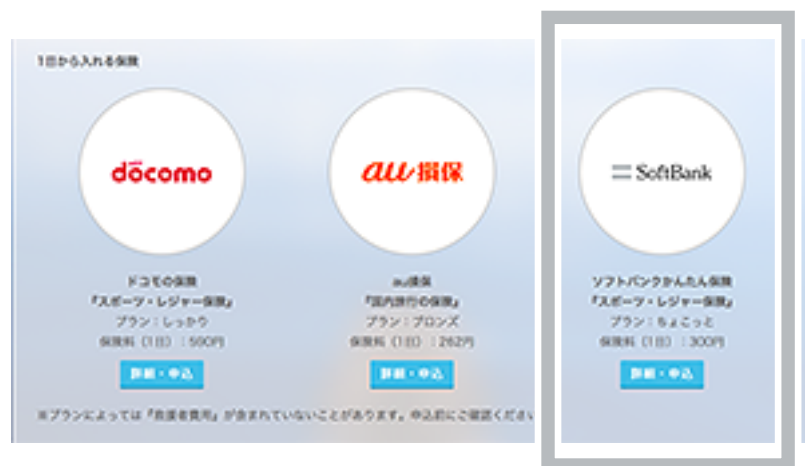 1日から入れる保険
döcomo
au損保
SoftBank
ドコモの保険
『スポーツ・レジャー保険』
プラン：しっかり
保険料（1日）：500円
詳細・申込
au損保
『国内旅行の保険』
プラン：ブロンズ
保険料（1日）：262円
詳細・申込
ソフトバンクかんたん保険
『スポーツ・レジャー保険』
プラン：ちょこっと
保険料（1日）：300円
詳細・申込
※プランによっては『救援者費用』が含まれていないことがあります。申込前にご確認くださ